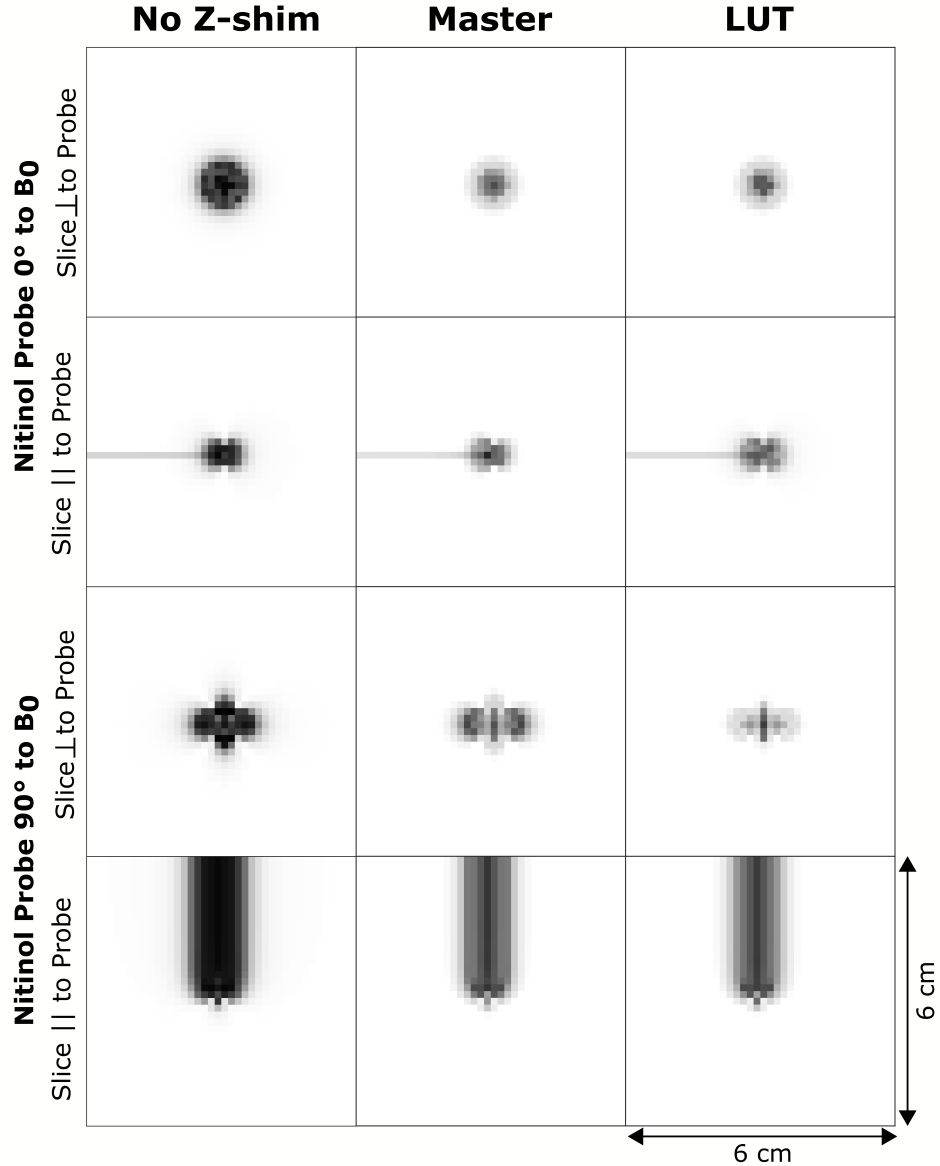 No Z-shim
Master
LUT
Nitinol Probe 0° to B0
Slice⊥to Probe
Slice || to Probe
Nitinol Probe 90° to B0
Slice⊥to Probe
Slice || to Probe
6 cm
6 cm